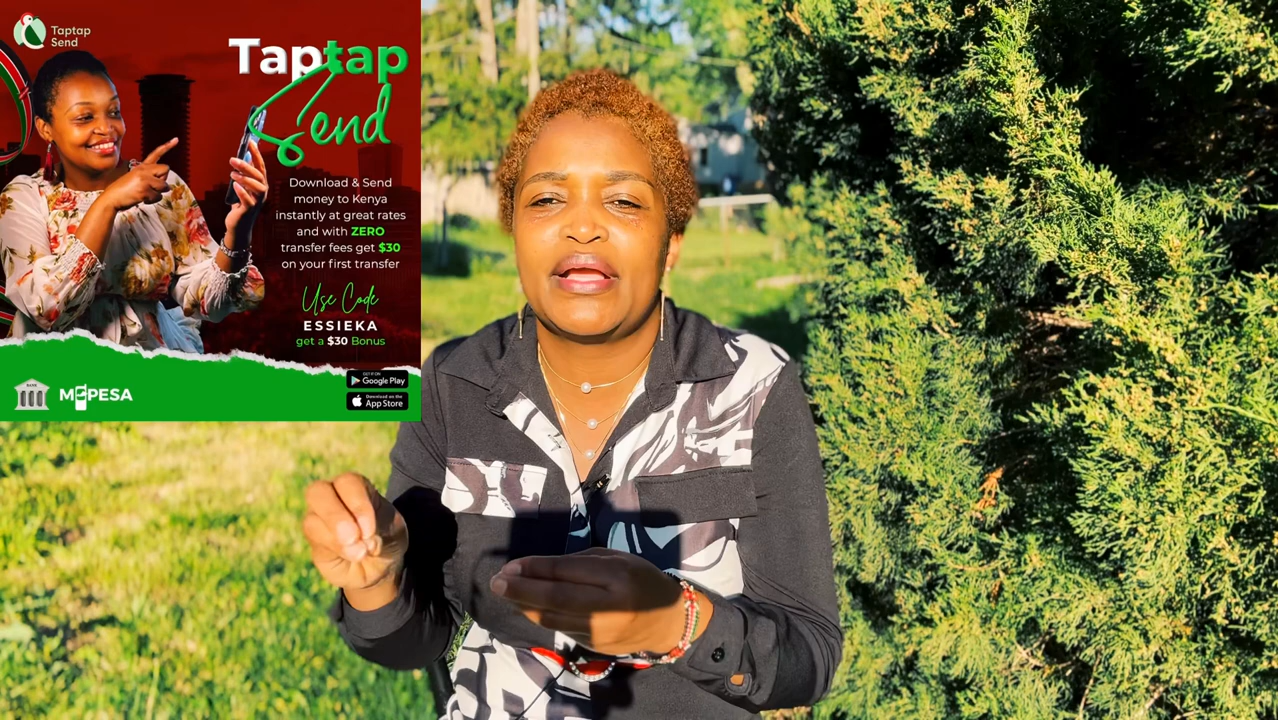 Taptap
Send
Taptap
Send
Download & Send
money to Kenya
instantly at great rates
and with ZERO
transfer fees get $30
on your first transfer
Use Code
ESSIEKA
get a $30 Bonus
BANK
M-PESA
GET IT ON
Google Play
Download on the
App Store